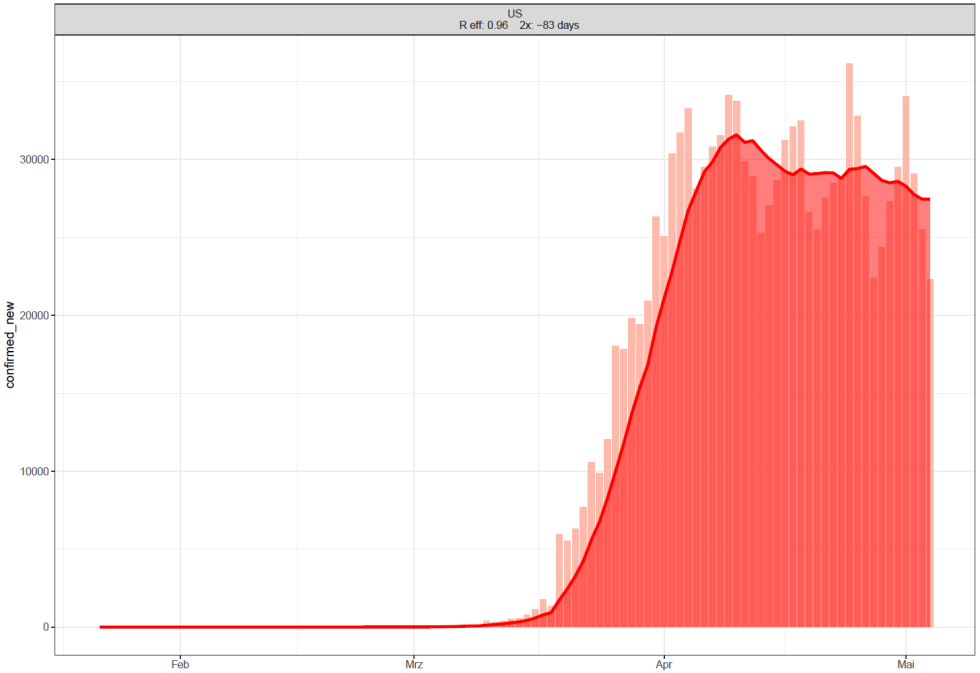 US
R eff: 0.96 2x: −83 days
confirmed_new
30000
20000
10000
0
Feb
Mrz
Apr
Mai